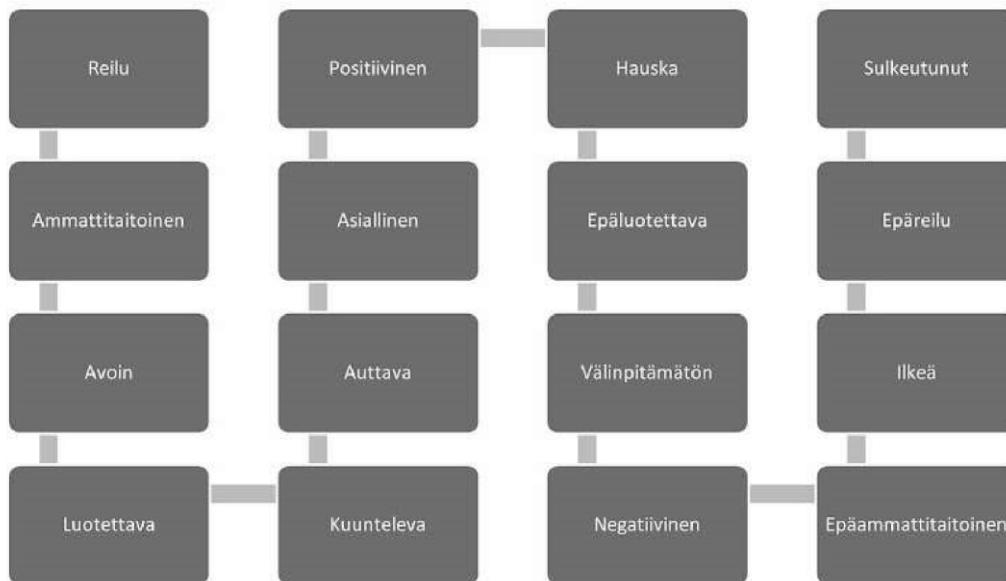 Reilu
Ammattitaitoinen
Avoin
Luotettava
Kuunteleva
Auttava
Asiallinen
Positiivinen
Hauska
Epäluotettava
Välinpitämätön
Negatiivinen
Epäammattitaitoinen
Ilkeä
Epäreilu
Sulkeutunut